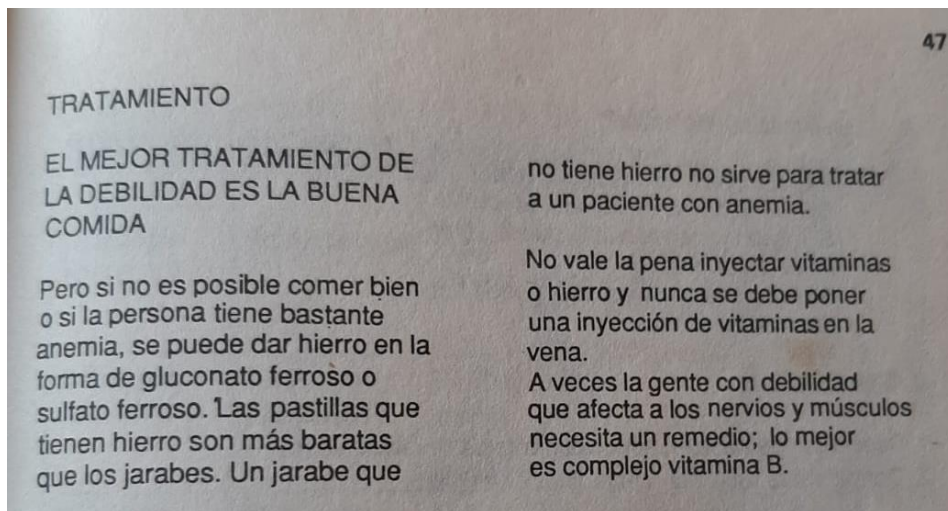 47
TRATAMIENTO
EL MEJOR TRATAMIENTO DE
LA DEBILIDAD ES LA BUENA
COMIDA
Pero si no es posible comer bien
o si la persona tiene bastante
anemia, se puede dar hierro en la
forma de gluconato ferroso o
sulfato ferroso. Las pastillas que
tienen hierro son más baratas
que los jarabes. Un jarabe que
no tiene hierro no sirve para tratar
a un paciente con anemia.
No vale la pena inyectar vitaminas
o hierro y nunca se debe poner
una inyección de vitaminas en la
vena.
A veces la gente con debilidad
que afecta a los nervios y músculos
necesita un remedio; lo mejor
es complejo vitamina B.